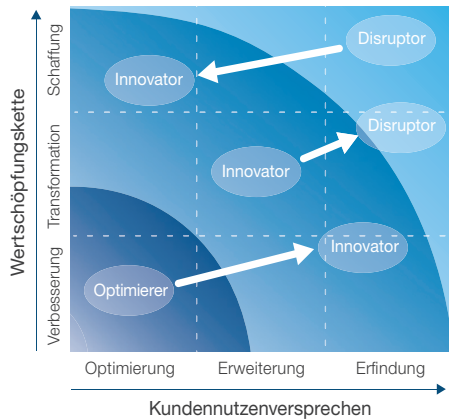 Wertschöpfungskette
Schaffung
Transformation
Verbesserung
Disruptor
Innovator
Disruptor
Innovator
Innovator
Optimierer
Optimierung
Erweiterung
Erfindung
Kundennutzenversprechen